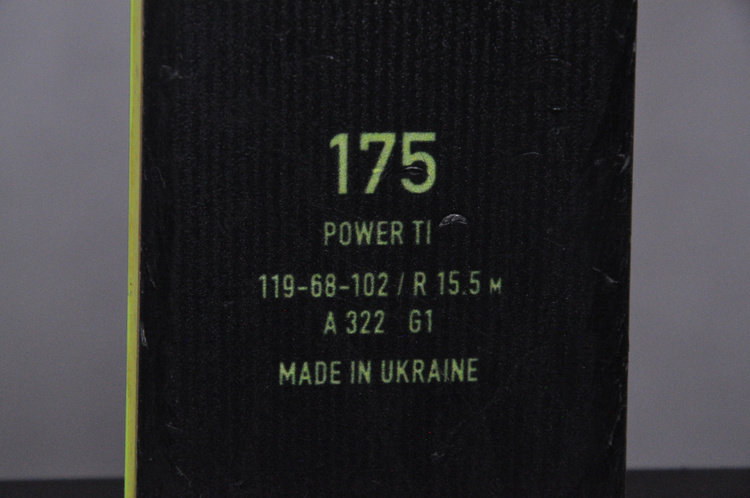 175
POWER TI
119-68-102 / R 15.5 M
A 322 G1
MADE IN UKRAINE